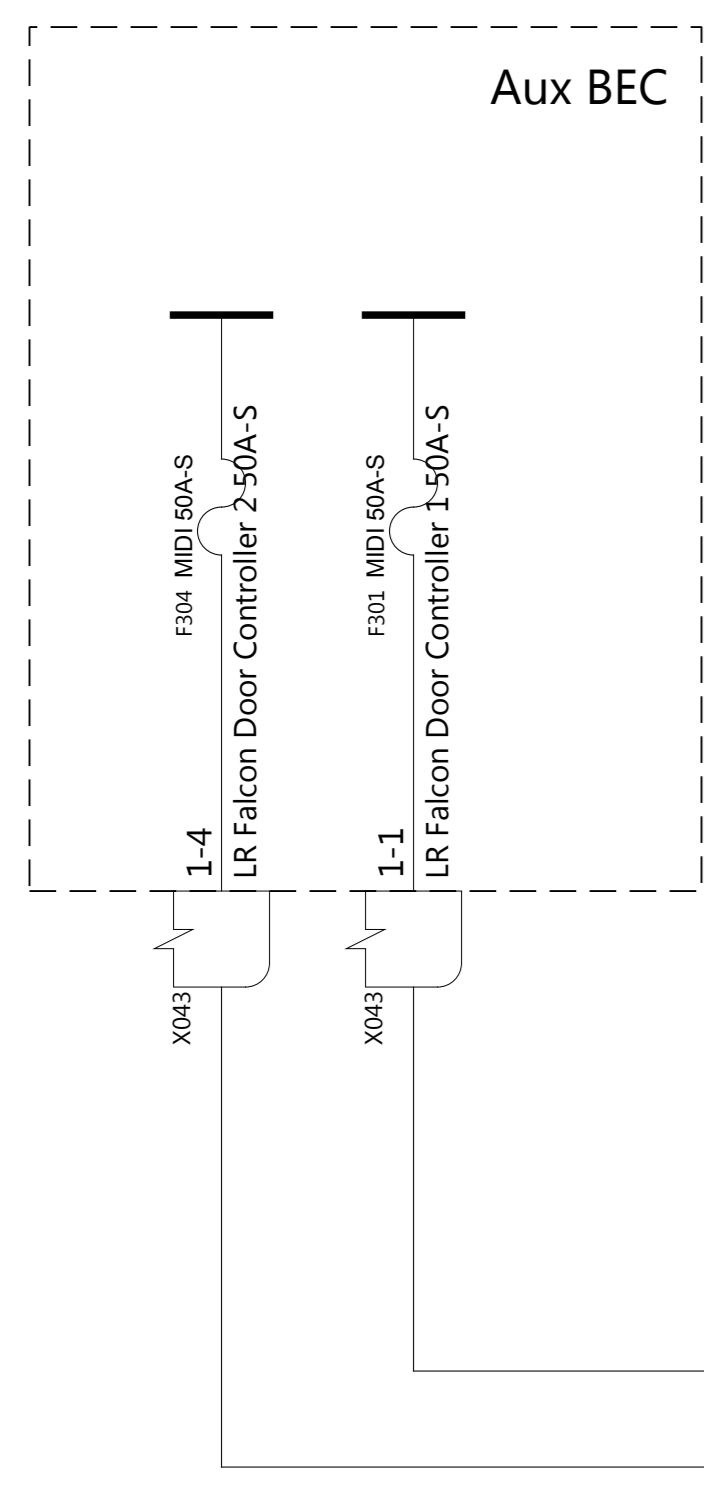 Aux BEC
F304 MIDI 50A-S
LR Falcon Door Controller 2 50A-S
1-4
X043
F301 MIDI 50A-S
LR Falcon Door Controller 1 50A-S
1-1
X043